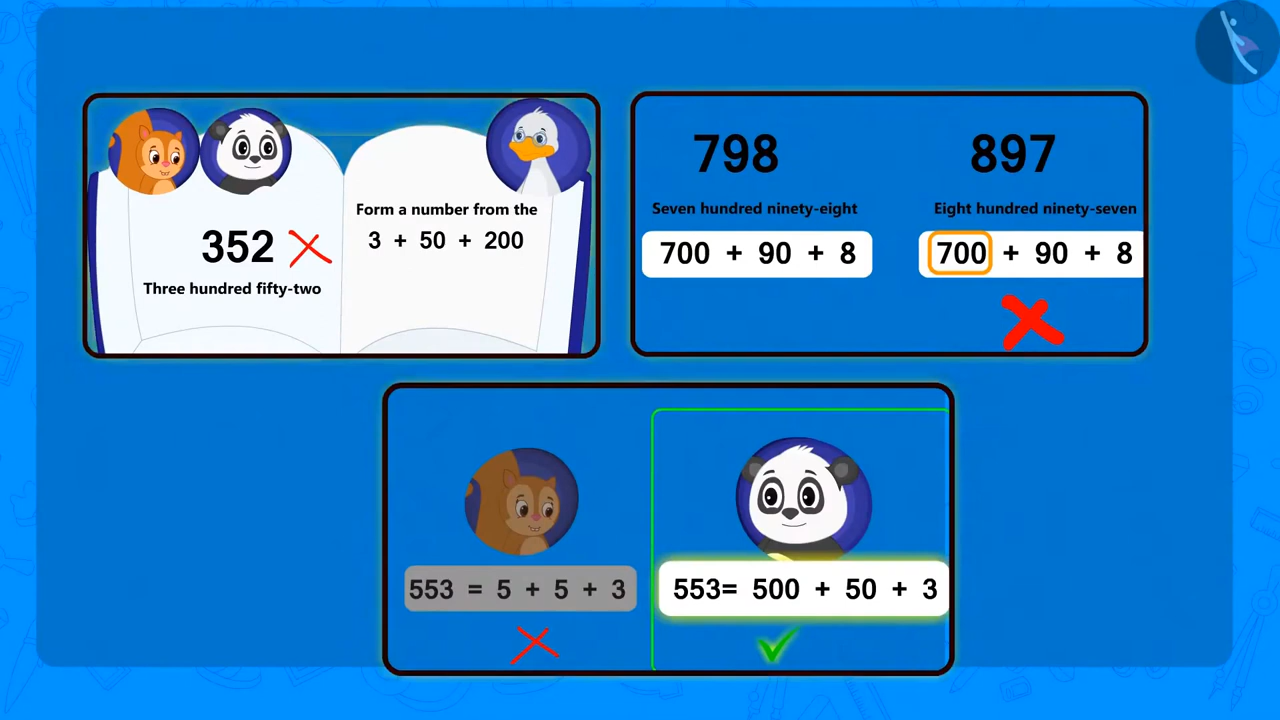 352
Three hundred fifty-two
Form a number from the
3 + 50 + 200
798
Seven hundred ninety-eight
700 + 90 + 8
897
Eight hundred ninety-seven
700 + 90 + 8
553 = 5 + 5 + 3
553= 500 + 50 + 3